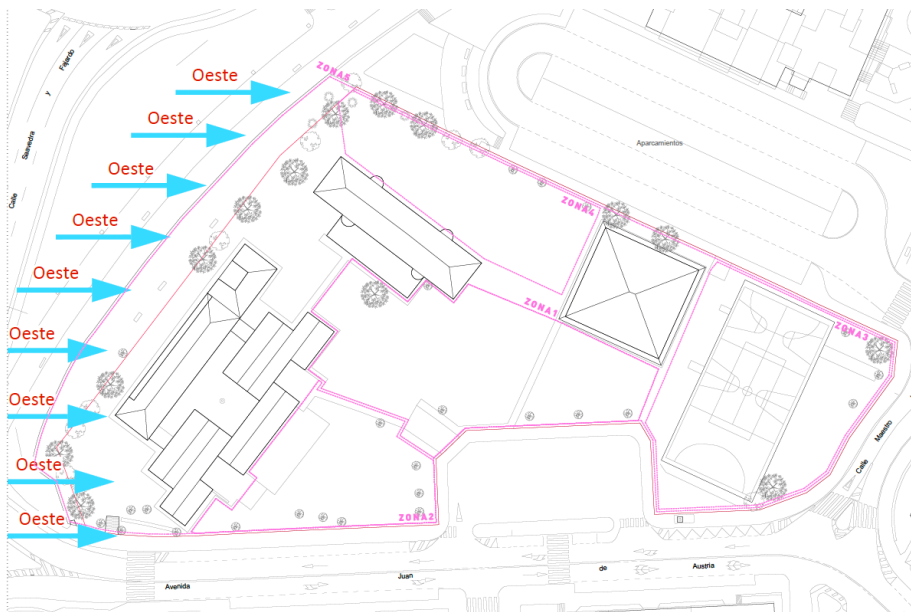 Fajardo
y
Saavedra
Calle
Oeste
Oeste
Oeste
Oeste
Oeste
Oeste
Oeste
Oeste
Oeste
ZONA5
Aparcamientos
ZONA4
ZONA1
ZONA3
ZONA2
Calle Maestro
Avenida Juan de Austria